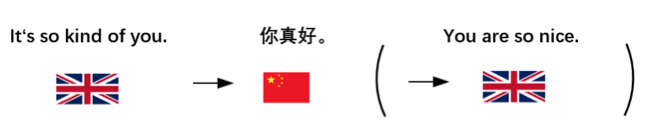 It‘s so kind of you.
你真好。
You are so nice.